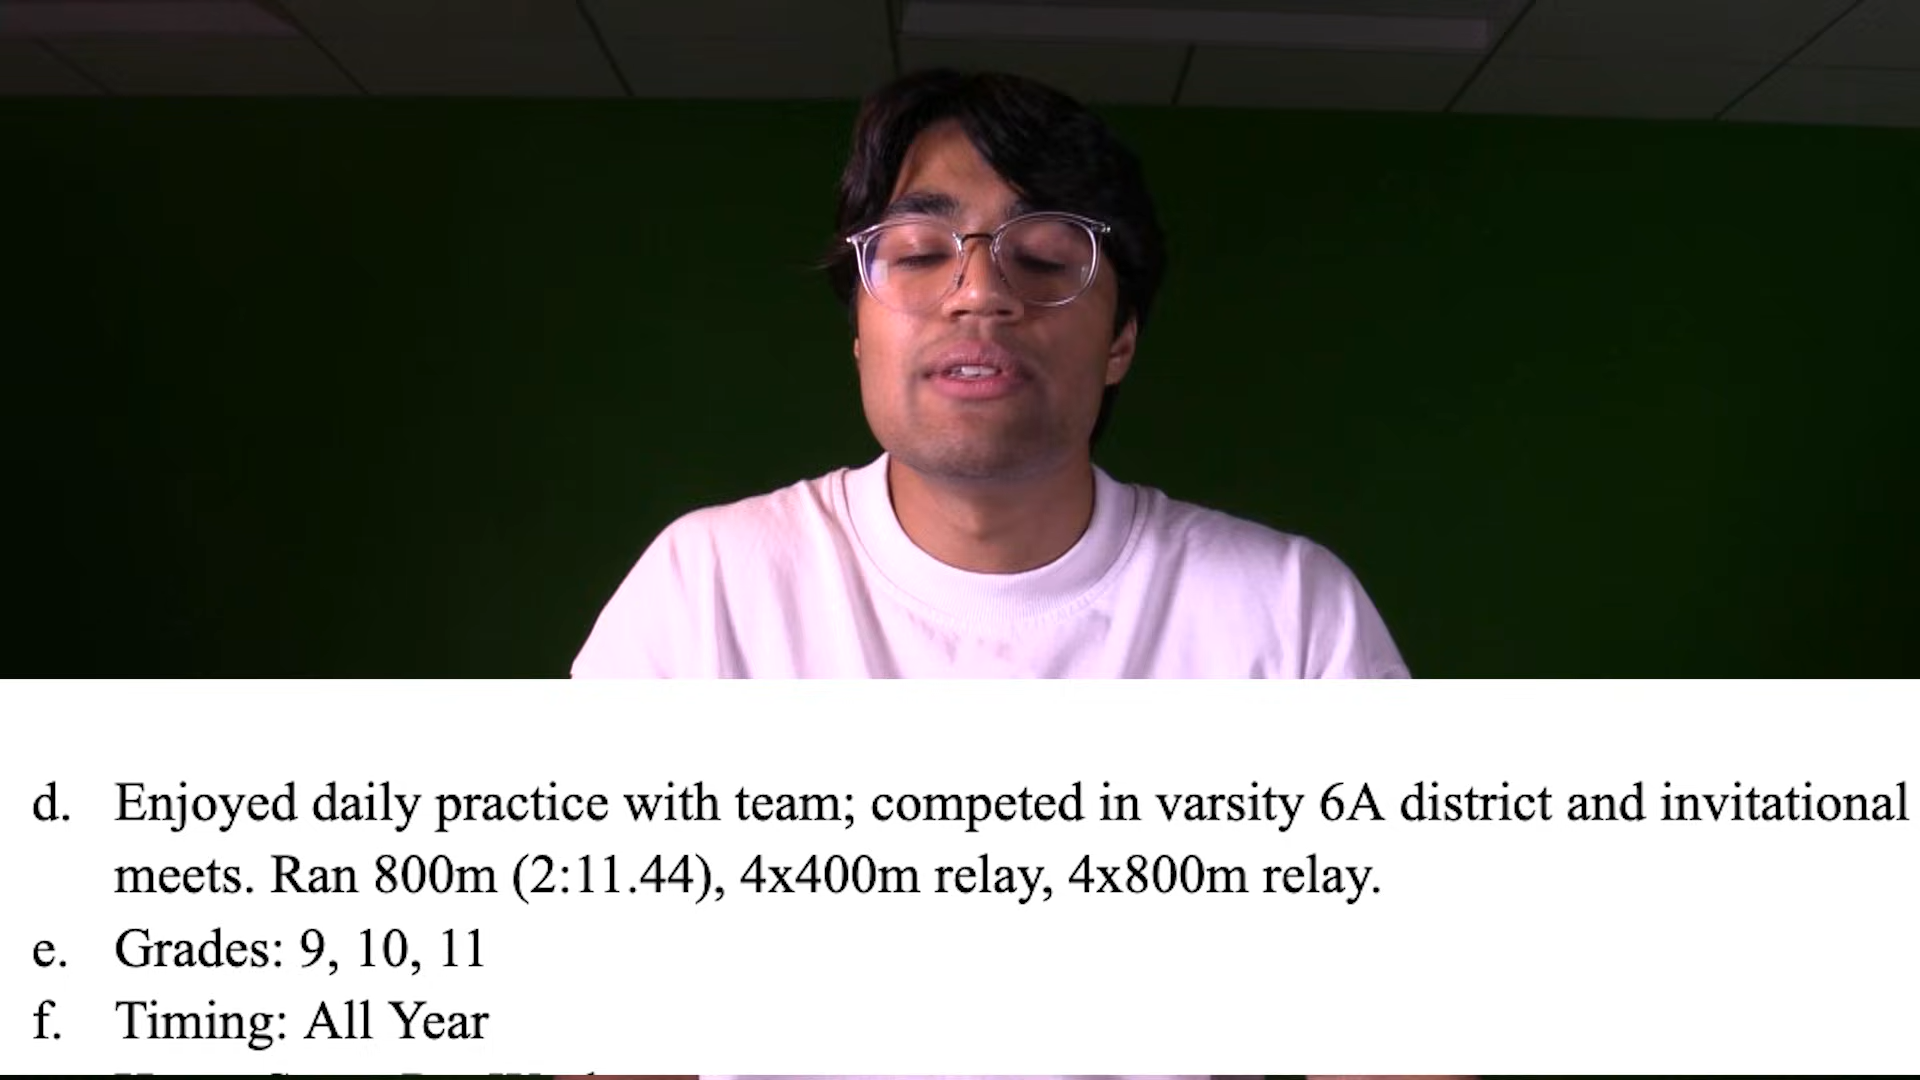 d. Enjoyed daily practice with team; competed in varsity 6A district and invitational
meets. Ran 800m (2:11.44), 4x400m relay, 4x800m relay.
e. Grades: 9, 10, 11
f. Timing: All Year